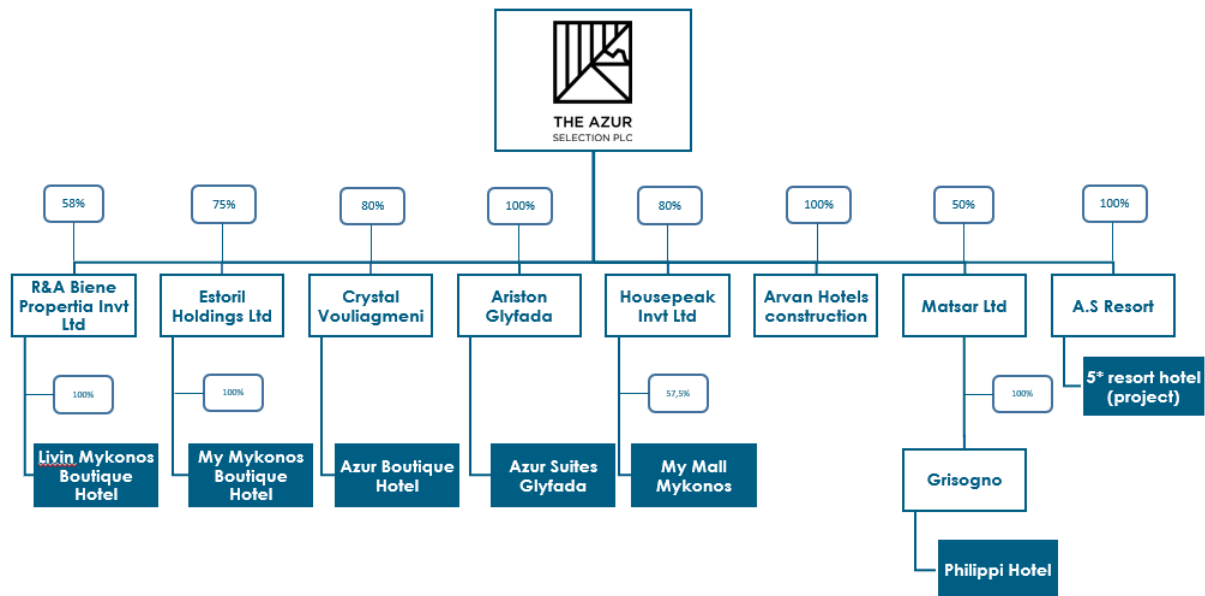 THE AZUR
SELECTION PLC
58%
75%
80%
100%
80%
100%
50%
100%
R&A Biene
Propertia Invt
Ltd
Estoril
Holdings Ltd
Crystal
Vouliagmeni
Ariston
Glyfada
Housepeak
Invt Ltd
Arvan Hotels
construction
Matsar Ltd
A.S Resort
100%
100%
57,5%
100%
5* resort hotel
(project)
Livin Mykonos
Boutique
Hotel
My Mykonos
Boutique
Hotel
Azur Boutique
Hotel
Azur Suites
Glyfada
My Mall
Mykonos
Grisogno
Philippi Hotel